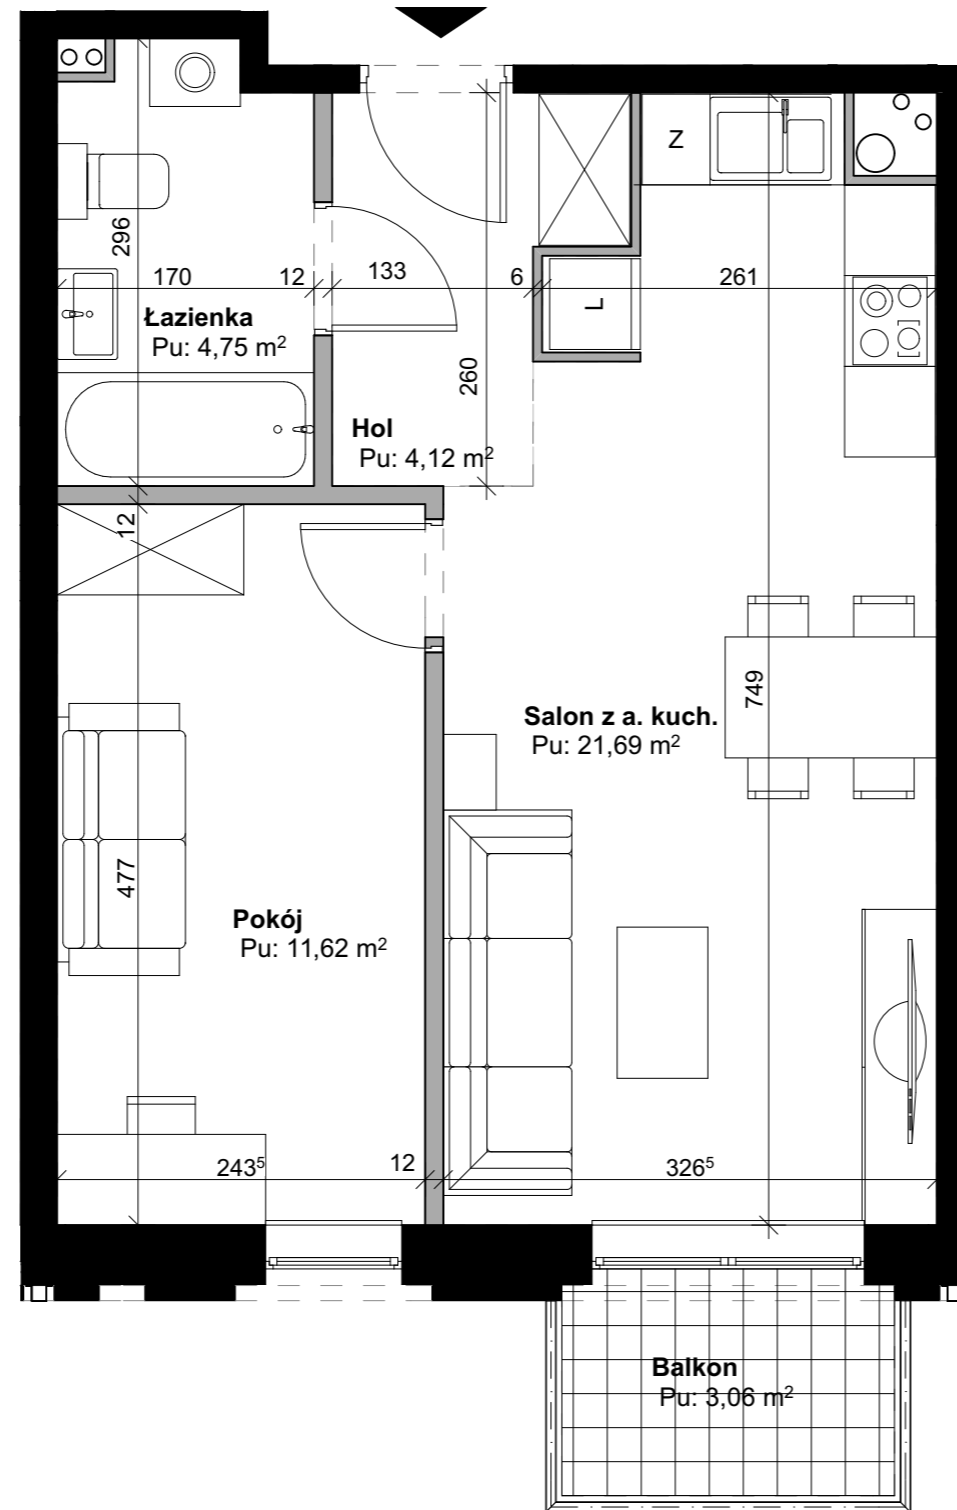 Z
296
170
12
133
6
261
L
Łazienka
Pu: 4,75 m²
260
Hol
Pu: 4,12 m²
12
749
Salon z a. kuch.
Pu: 21,69 m²
477
Pokój
Pu: 11,62 m²
243⁵
12
326⁵
Balkon
Pu: 3,06 m²